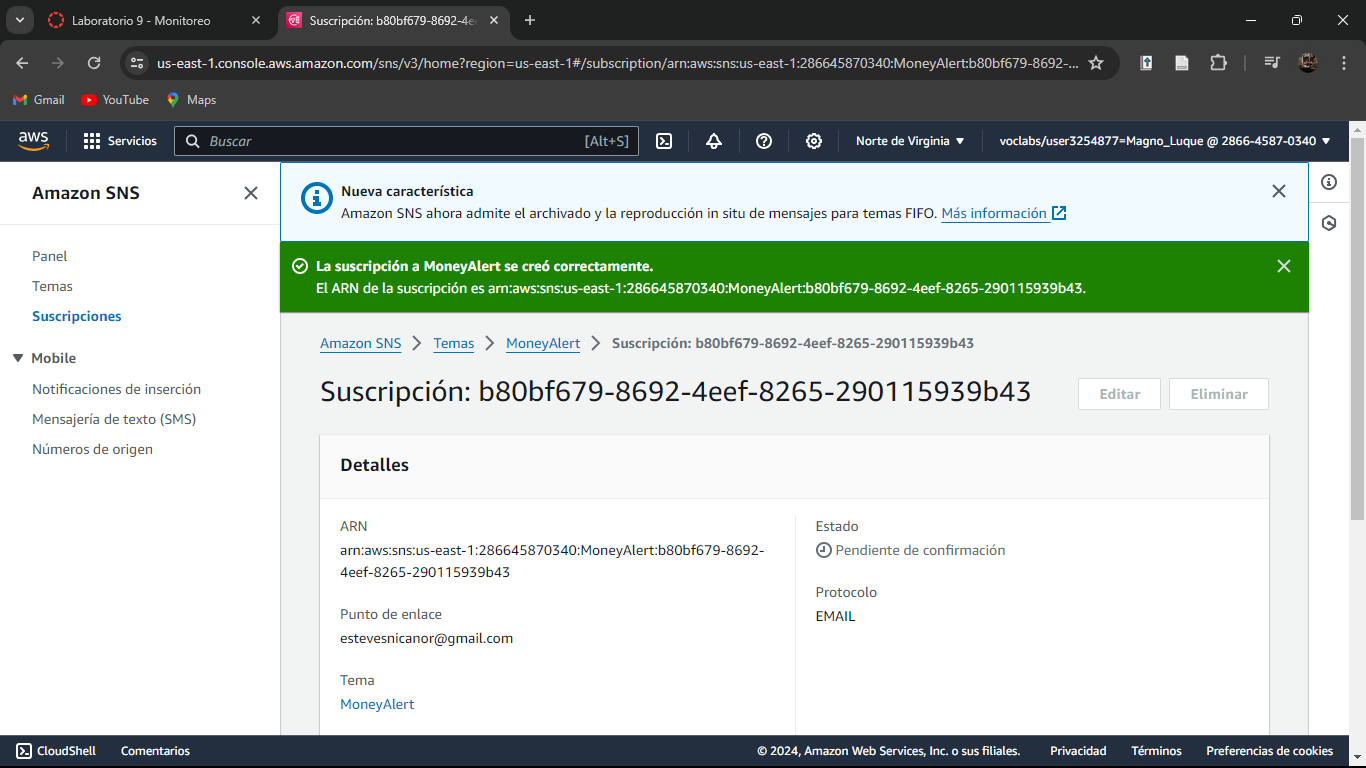 Laboratorio 9 - Monitoreo
Suscripción: b80bf679-8692-4ee
us-east-1.console.aws.amazon.com/sns/v3/home?region=us-east-1#/subscription/arn:aws:sns:us-east-1:286645870340:MoneyAlert:b80bf679-8692-...
Gmail
YouTube
Maps
aws
Servicios
Buscar
[Alt+S]
Norte de Virginia
voclabs/user3254877=Magno_Luque @ 2866-4587-0340
Amazon SNS
Panel
Temas
Suscripciones
Mobile
Notificaciones de inserción
Mensajería de texto (SMS)
Números de origen
Nueva característica
Amazon SNS ahora admite el archivado y la reproducción in situ de mensajes para temas FIFO. Más información
La suscripción a MoneyAlert se creó correctamente.
El ARN de la suscripción es arn:aws:sns:us-east-1:286645870340:MoneyAlert:b80bf679-8692-4eef-8265-290115939b43.
Amazon SNS
Temas
MoneyAlert
Suscripción: b80bf679-8692-4eef-8265-290115939b43
Suscripción: b80bf679-8692-4eef-8265-290115939b43
Editar
Eliminar
Detalles
ARN
arn:aws:sns:us-east-1:286645870340:MoneyAlert:b80bf679-8692-
4eef-8265-290115939b43
Punto de enlace
estevesnicanor@gmail.com
Tema
MoneyAlert
Estado
Pendiente de confirmación
Protocolo
EMAIL
CloudShell
Comentarios
© 2024, Amazon Web Services, Inc. o sus filiales.
Privacidad
Términos
Preferencias de cookies